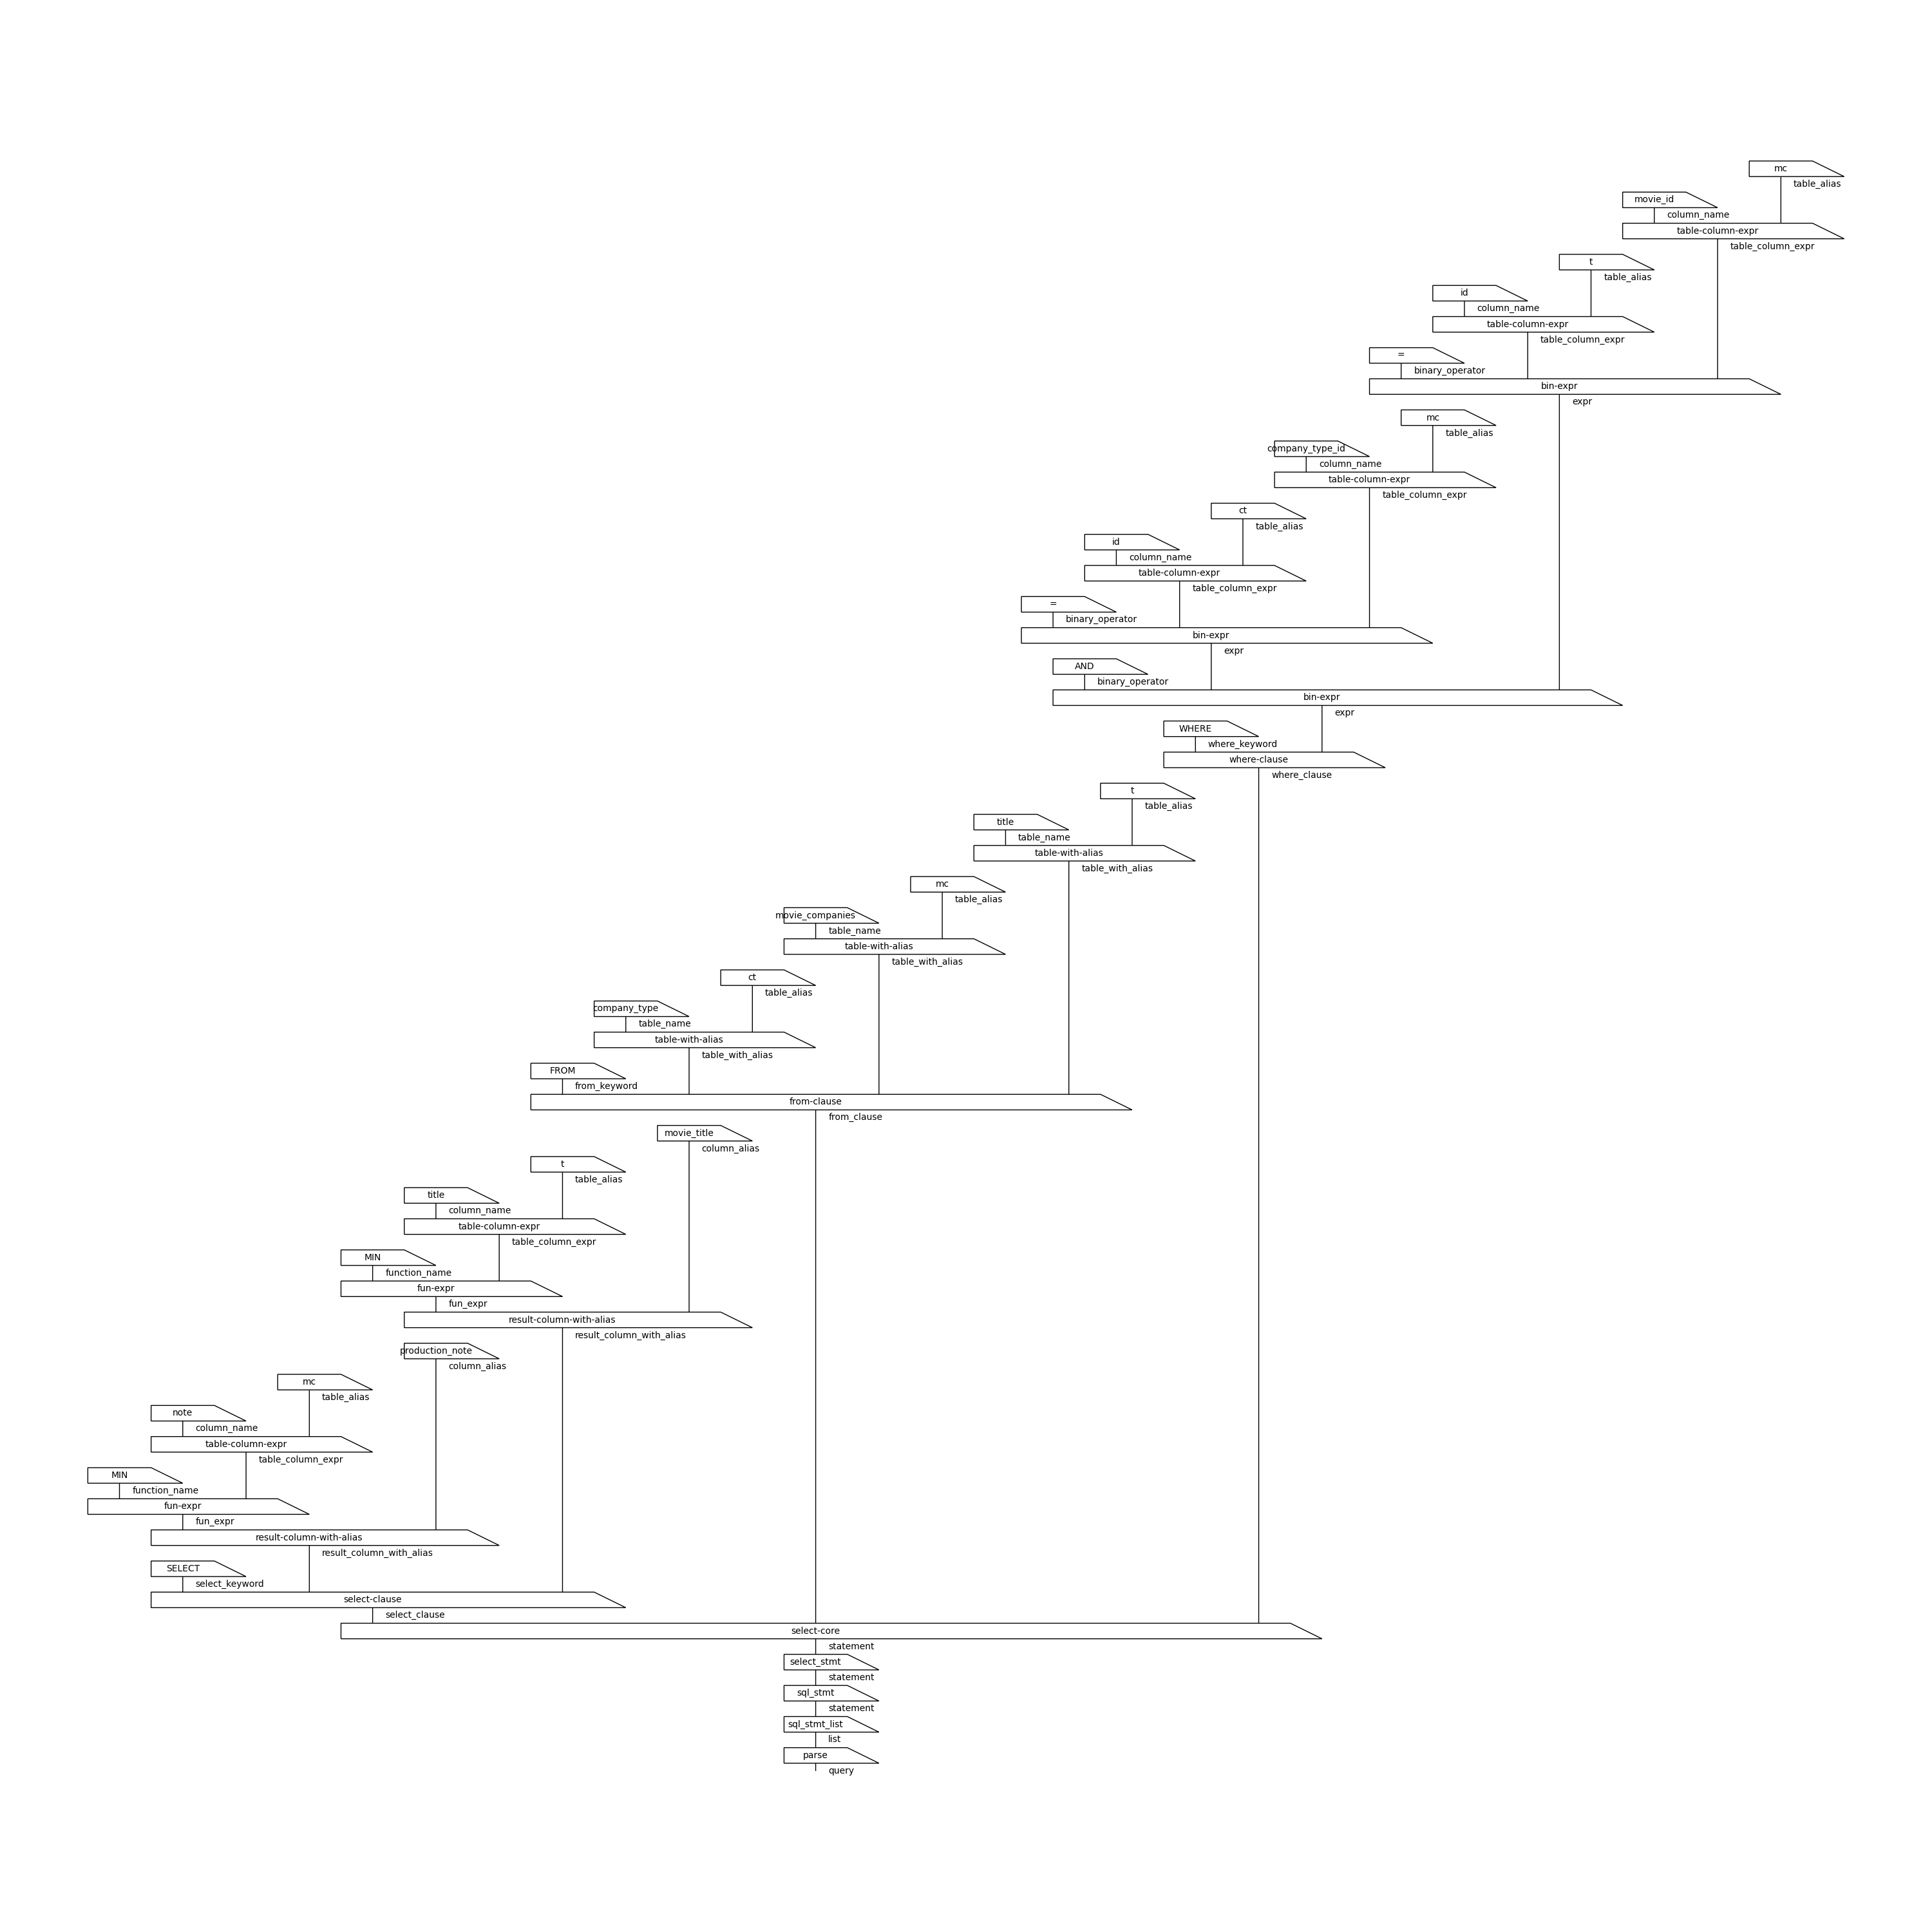 mc
table_alias
movie_id
column_name
table-column-expr
table_column_expr
t
table_alias
id
column_name
table-column-expr
table_column_expr
=
binary_operator
bin-expr
expr
mc
table_alias
company_type_id
column_name
table-column-expr
table_column_expr
ct
table_alias
id
column_name
table-column-expr
table_column_expr
=
binary_operator
bin-expr
expr
AND
binary_operator
bin-expr
expr
WHERE
where_keyword
where-clause
where_clause
t
table_alias
title
table_name
table-with-alias
table_with_alias
mc
table_alias
movie_companies
table_name
table-with-alias
table_with_alias
ct
table_alias
company_type
table_name
table-with-alias
table_with_alias
FROM
from_keyword
from-clause
from_clause
movie_title
column_alias
t
table_alias
title
column_name
table-column-expr
table_column_expr
MIN
function_name
fun-expr
fun_expr
result-column-with-alias
result_column_with_alias
production_note
column_alias
mc
table_alias
note
column_name
table-column-expr
table_column_expr
MIN
function_name
fun-expr
fun_expr
result-column-with-alias
result_column_with_alias
SELECT
select_keyword
select-clause
select_clause
select-core
statement
select_stmt
statement
sql_stmt
statement
sql_stmt_list
list
parse
query